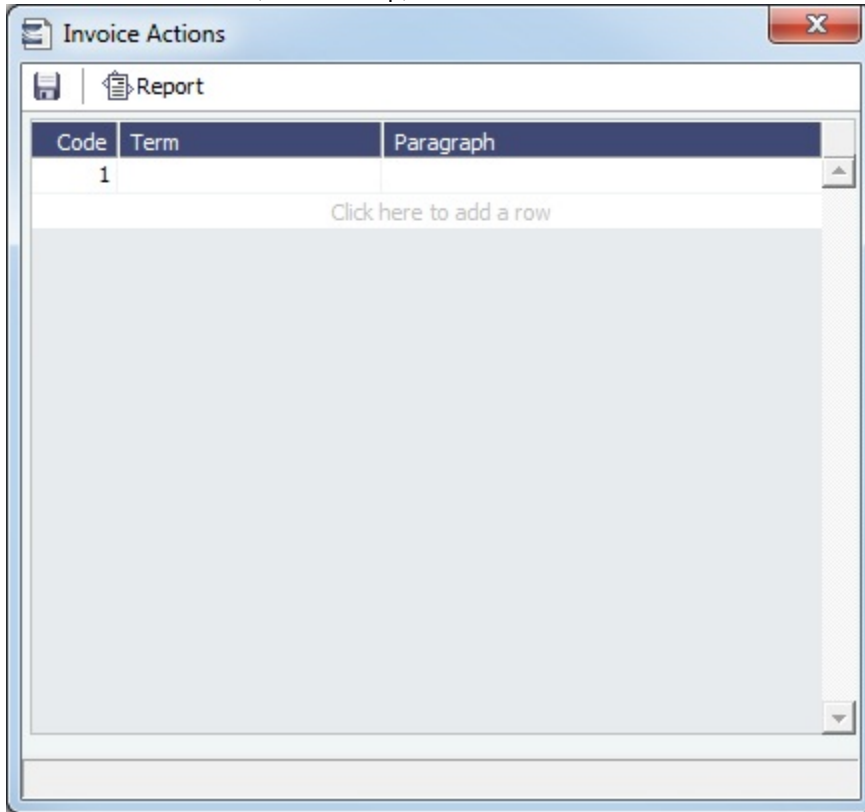 Invoice Actions
Report
Code Term Paragraph
1
Click here to add a row